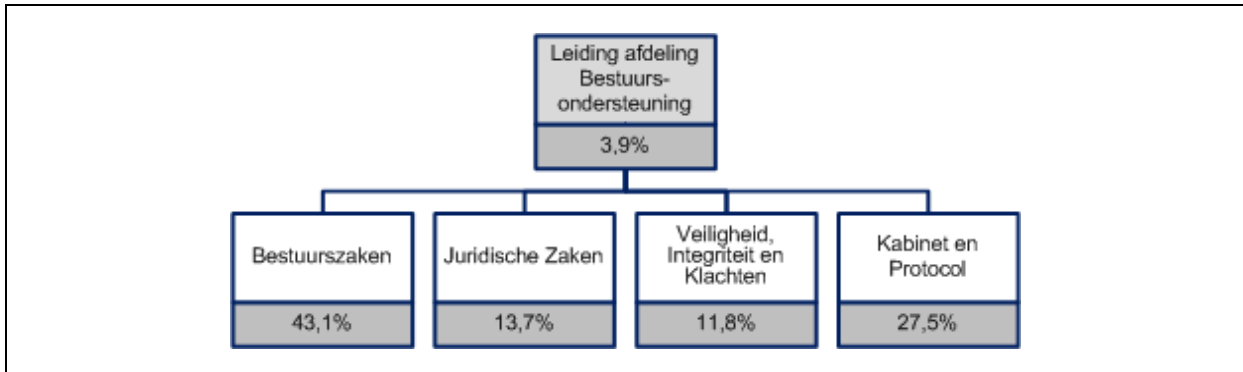 Leiding afdeling
Bestuurs-
ondersteuning
3,9%
Bestuurszaken
43,1%
Juridische Zaken
13,7%
Veiligheid,
Integriteit en
Klachten
11,8%
Kabinet en
Protocol
27,5%